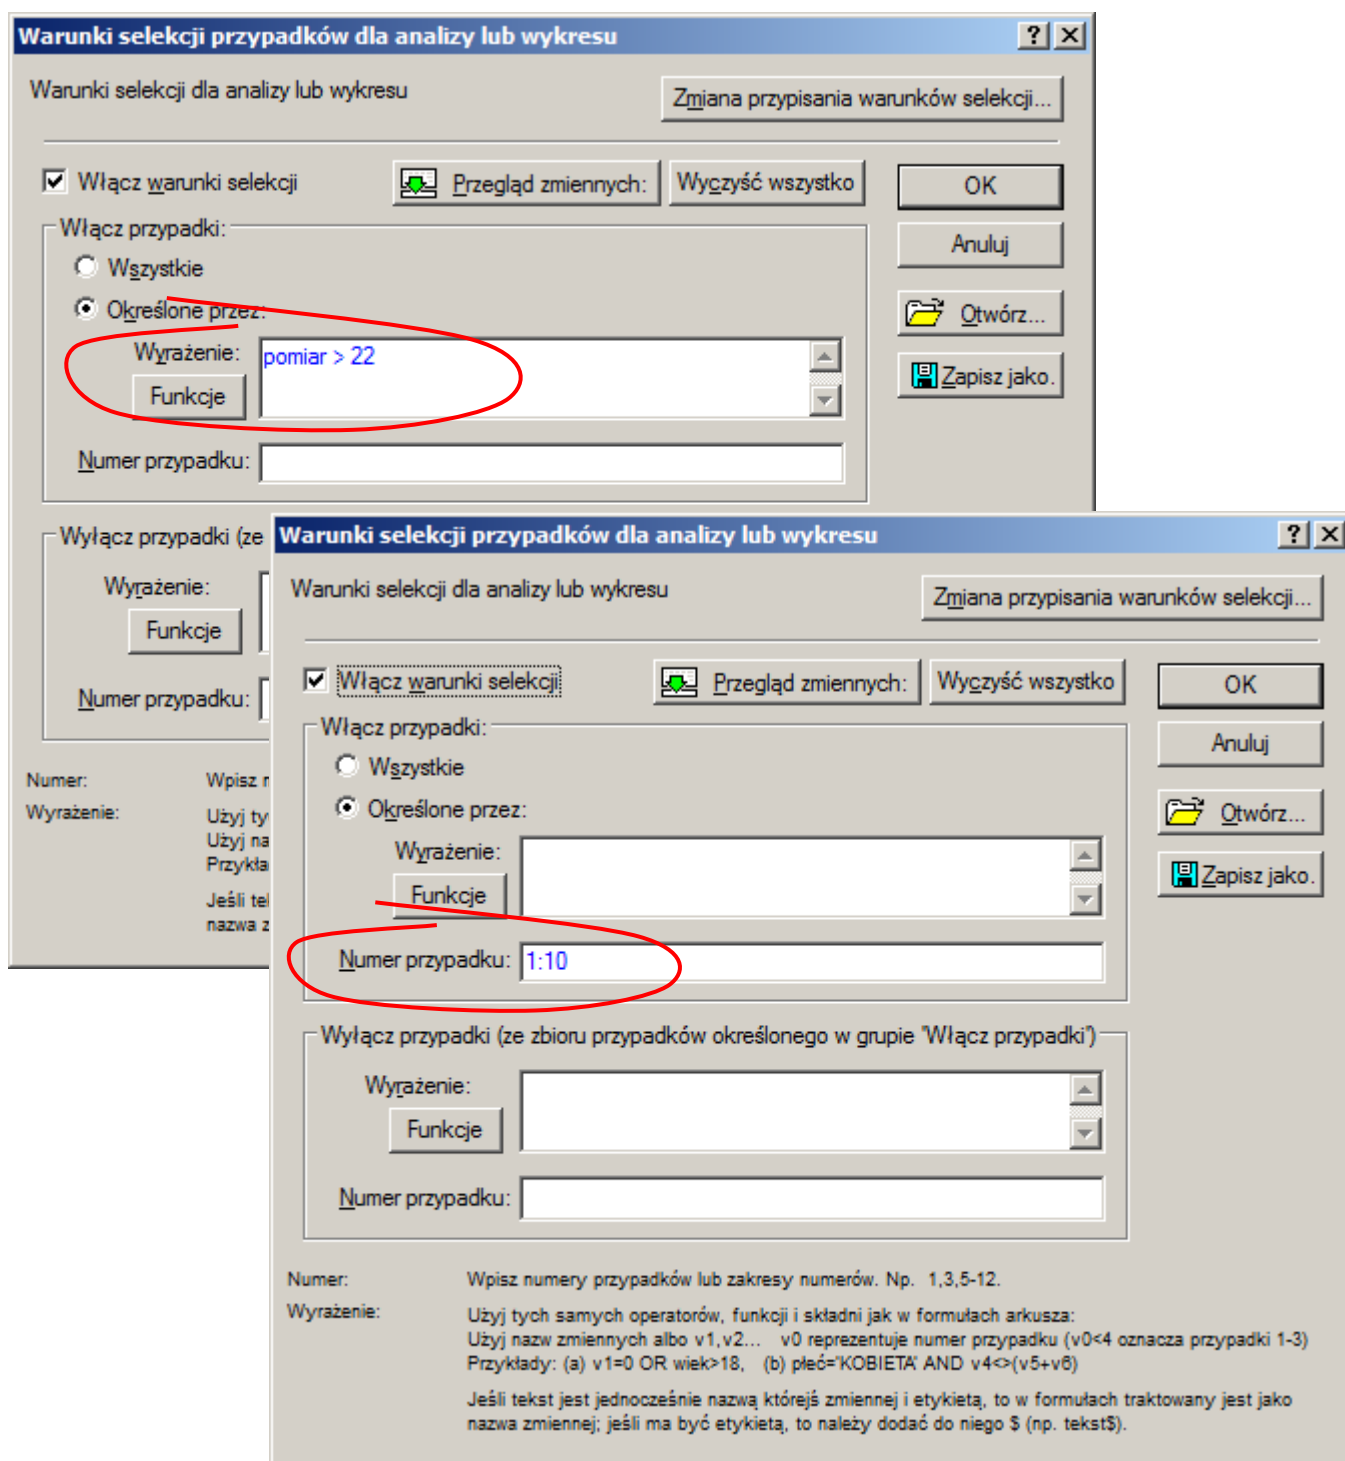 Warunki selekcji przypadków dla analizy lub wykresu
Warunki selekcji dla analizy lub wykresu
Zmiana przypisania warunków selekcji...
Włącz warunki selekcji
Przegląd zmiennych:
Wyczyść wszystko
OK
Włącz przypadki:
Anuluj
Wszystkie
Określone przez:
Otwórz...
Wyrażenie:
pomiar > 22
Funkcje
Zapisz jako.
Numer przypadku:
Wyłącz przypadki (ze
Wyrażenie:
Funkcje
Numer przypadku:
Numer:
Wpisz
Wyrażenie:
Użyj
Użyj
Jeśli
nazwa
Warunki selekcji przypadków dla analizy lub wykresu
Warunki selekcji dla analizy lub wykresu
Zmiana przypisania warunków selekcji...
Włącz warunki selekcji
Przegląd zmiennych:
Wyczyść wszystko
OK
Włącz przypadki:
Anuluj
Wszystkie
Określone przez:
Otwórz...
Wyrażenie:
Funkcje
Zapisz jako.
Numer przypadku:
1:10
Wyłącz przypadki (ze zbioru przypadków określonego w grupie 'Włącz przypadki')
Wyrażenie:
Funkcje
Numer przypadku:
Numer:
Wpisz numery przypadków lub zakresy numerów. Np. 1,3,5-12.
Wyrażenie:
Użyj tych samych operatorów, funkcji i składni jak w formułach arkusza:
Użyj nazw zmiennych albo v1,v2... v0 reprezentuje numer przypadku (v0<4 oznacza przypadki 1-3)
Przykłady: (a) v1=0 OR wiek>18, (b) płeć='KOBIETA' AND v4<>(v5+v6)
Jeśli tekst jest jednocześnie nazwą którejś zmiennej i etykietą, to w formułach traktowany jest jako
nazwa zmiennej; jeśli ma być etykietą, to należy dodać do niego $ (np. tekst$).